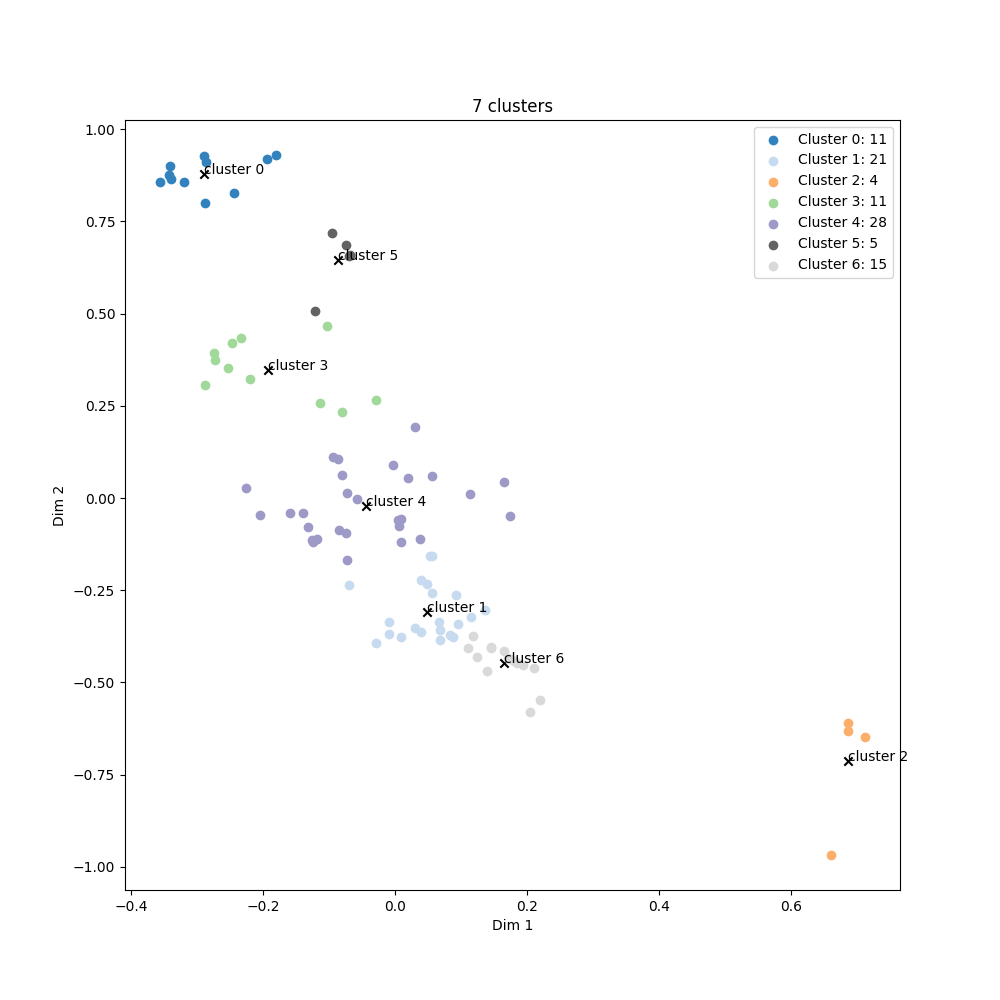 7 clusters
1.00
0.75
0.50
0.25
0.00
−0.25
−0.50
−0.75
−1.00
Dim 2
cluster 0
cluster 5
cluster 3
cluster 4
cluster 1
cluster 6
cluster 2
Cluster 0: 11
Cluster 1: 21
Cluster 2: 4
Cluster 3: 11
Cluster 4: 28
Cluster 5: 5
Cluster 6: 15
−0.4
−0.2
0.0
0.2
0.4
0.6
Dim 1